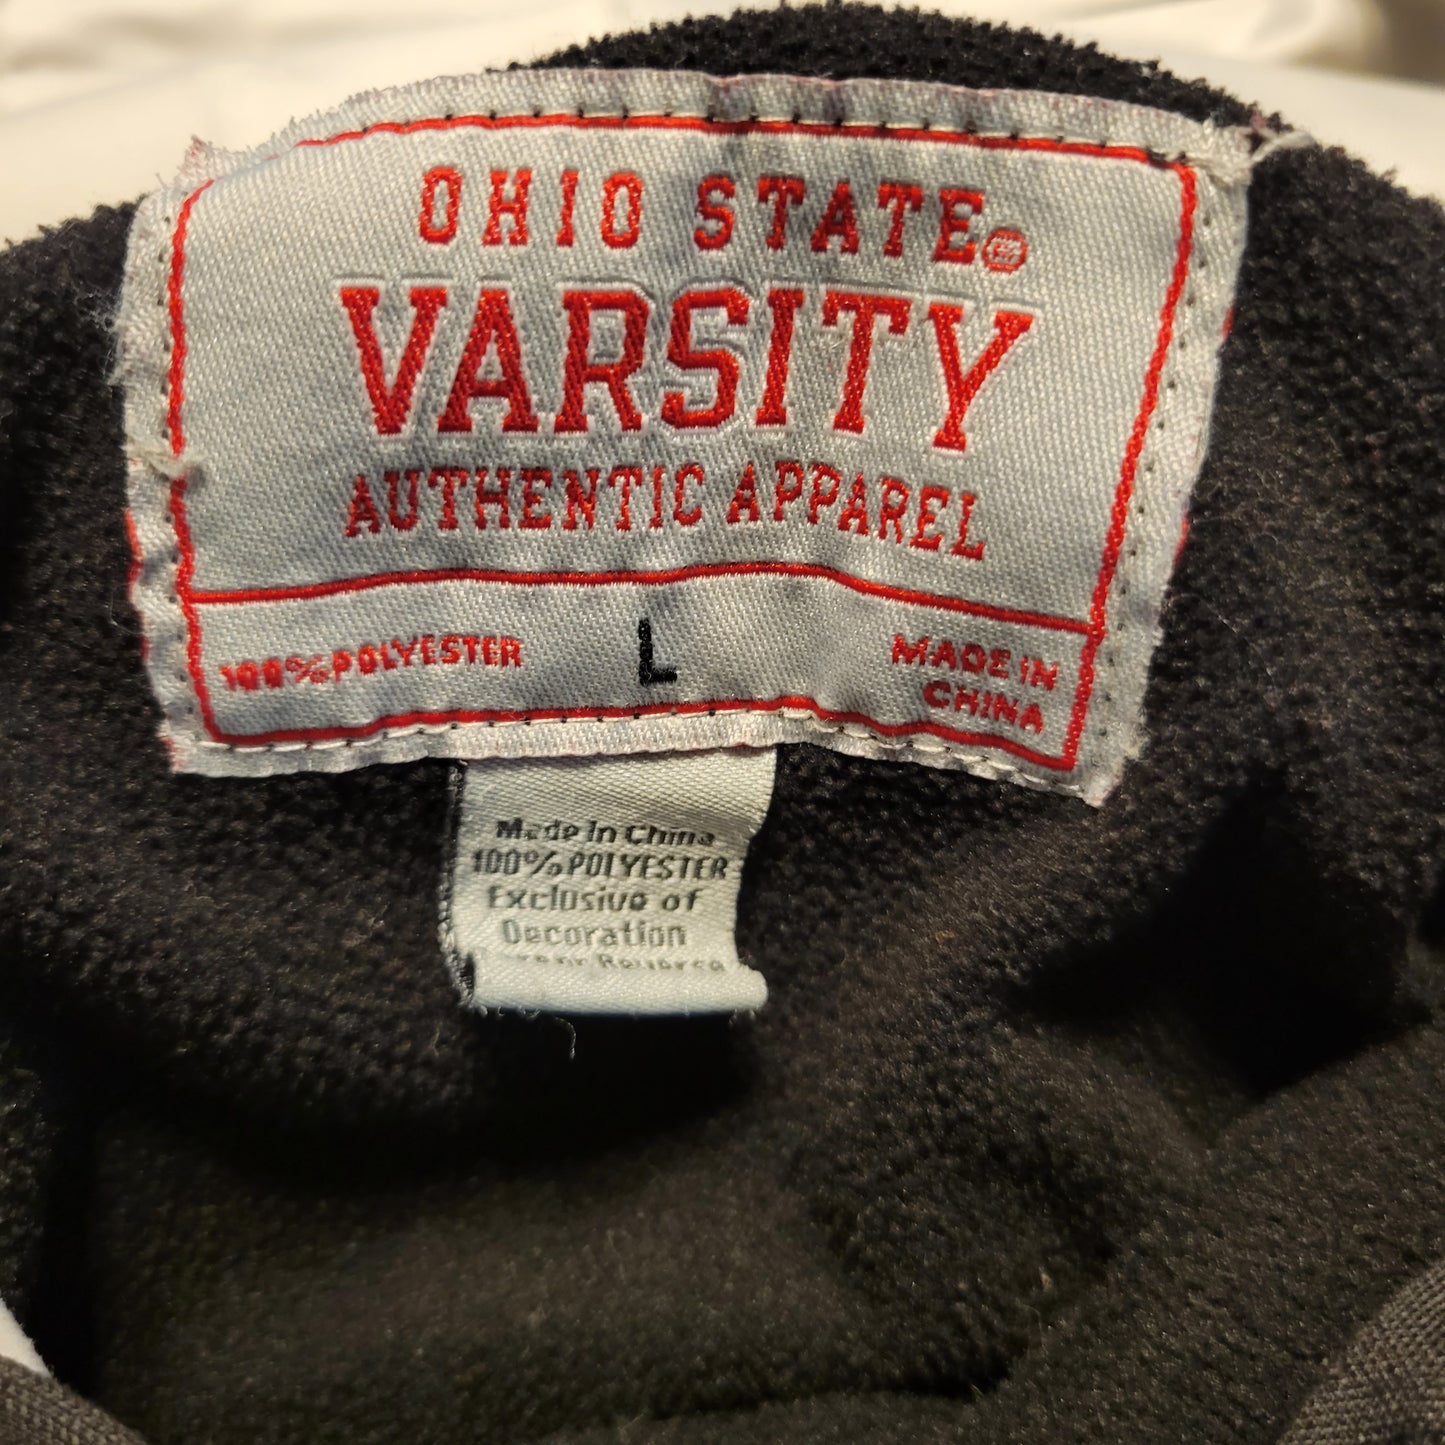 OHIO STATE
VARSITY
AUTHENTIC APPAREL
100% POLYESTER
L
MADE IN
CHINA
Made In China
100% POLYESTER
Exclusive of
Decoration